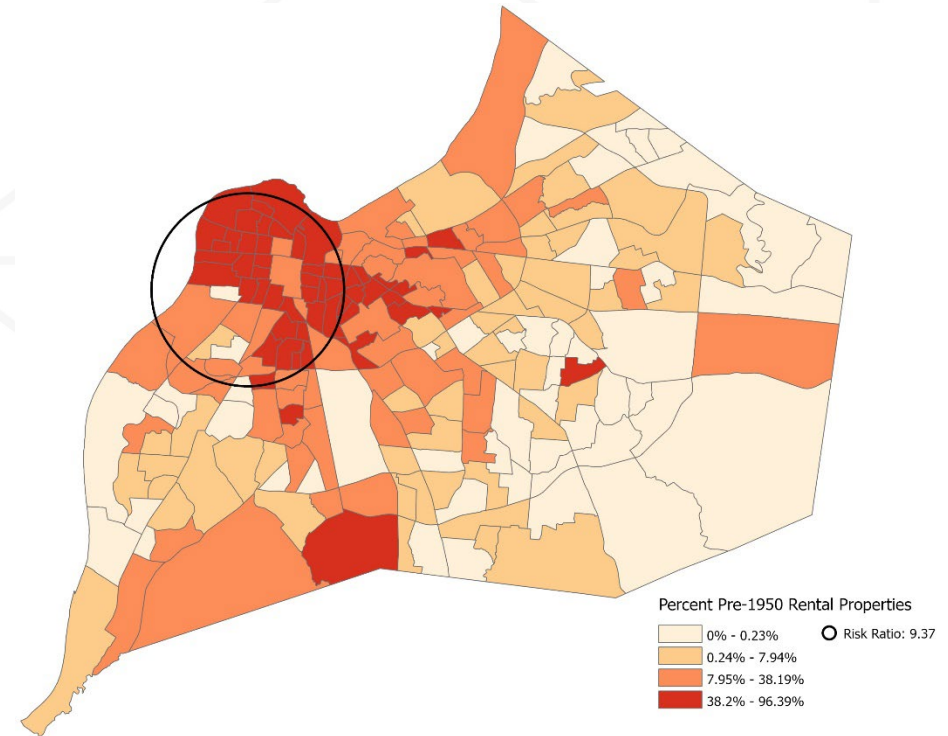 Percent Pre-1950 Rental Properties
0% - 0.23%
0.24% - 7.94%
7.95% - 38.19%
38.2% - 96.39%
Risk Ratio: 9.37